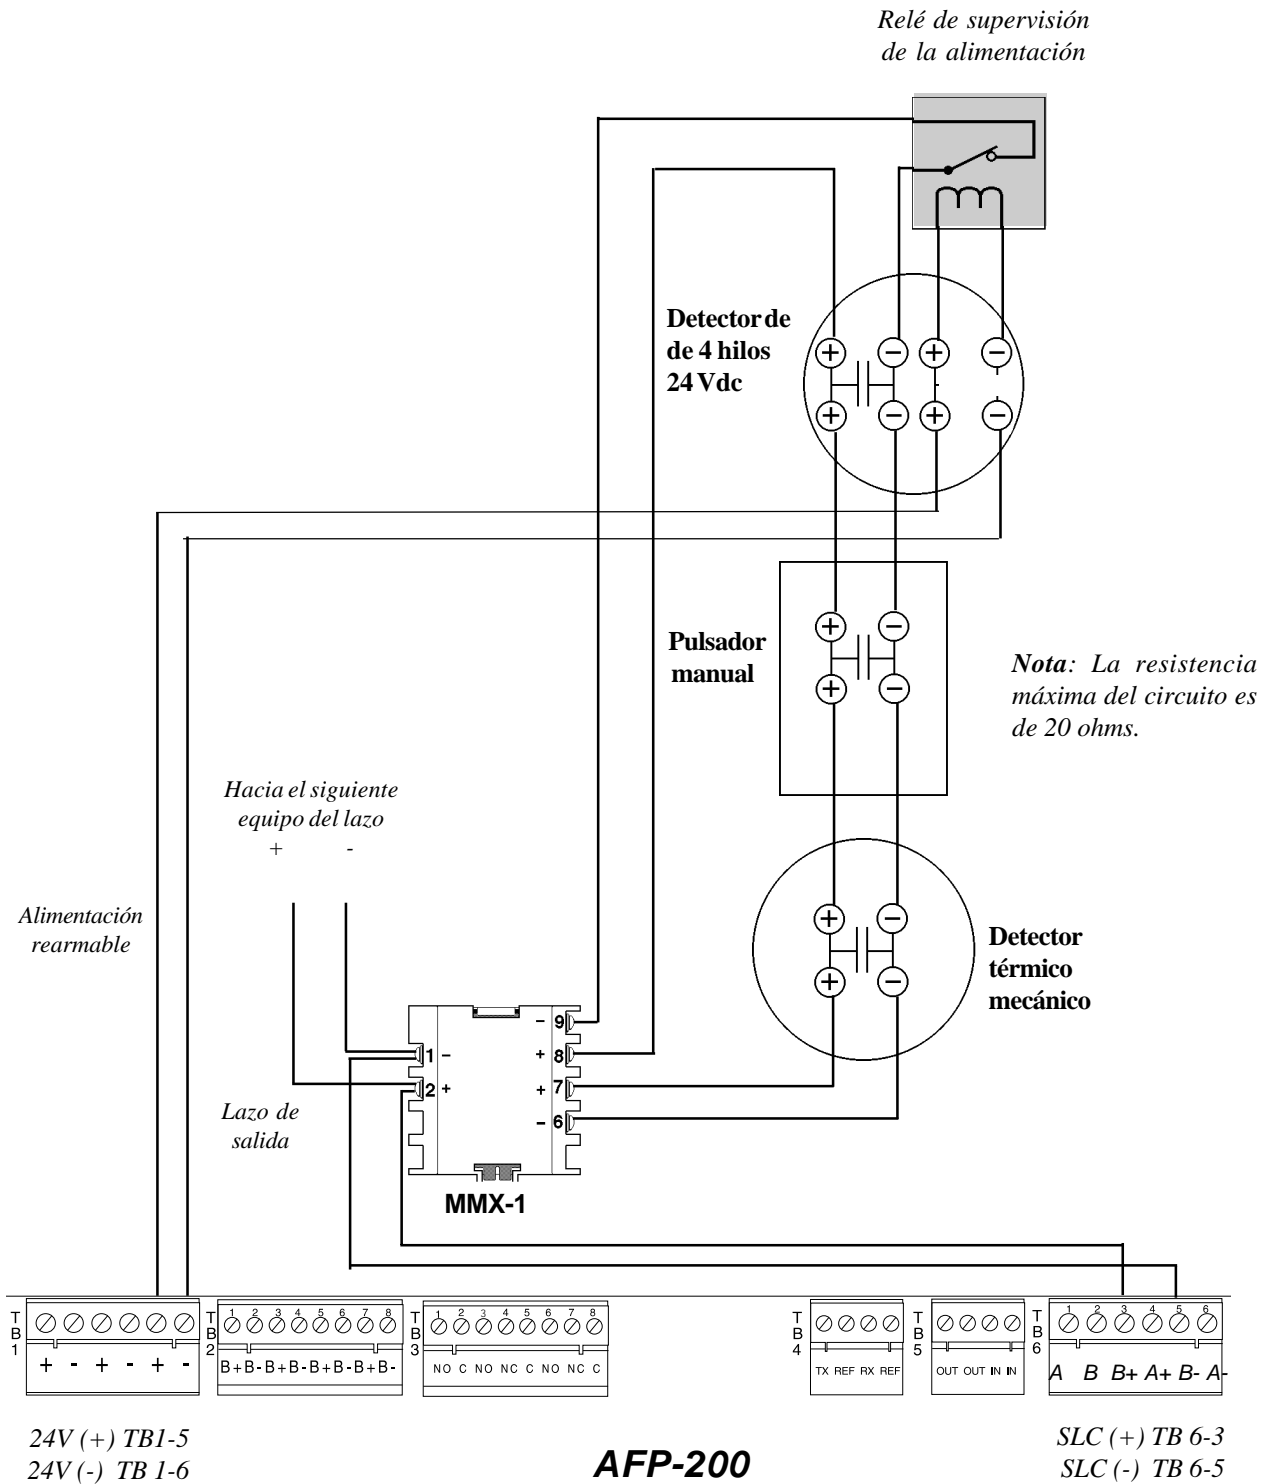 Relé de supervisión
de la alimentación
Detector de
de 4 hilos
24 Vdc
+ - + -
+ - + -
Pulsador
manual
+ -
+ -
Nota: La resistencia
máxima del circuito es
de 20 ohms.
Hacia el siguiente
equipo del lazo
+ -
Alimentación
rearmable
+ -
+ -
Detector
térmico
mecánico
- 9
1 - + 8
2 + + 7
- 6
Lazo de
salida
MMX-1
TB1
+ - + - + -
TB2
1 2 3 4 5 6 7 8
B+ B- B+ B- B+ B- B+ B-
TB3
1 2 3 4 5 6 7 8
NO C NO NC C NO NC C
TB4
TX REF RX REF
TB5
OUT OUT IN IN
TB6
1 2 3 4 5 6
A B B+ A+ B- A-
24V (+) TB1-5
24V (-) TB 1-6
AFP-200
SLC (+) TB 6-3
SLC (-) TB 6-5